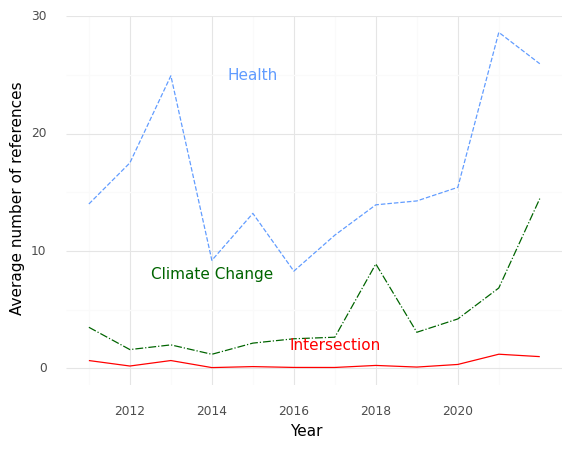 30
20
10
0
Average number of references
Health
Climate Change
Intersection
2012 2014 2016 2018 2020
Year